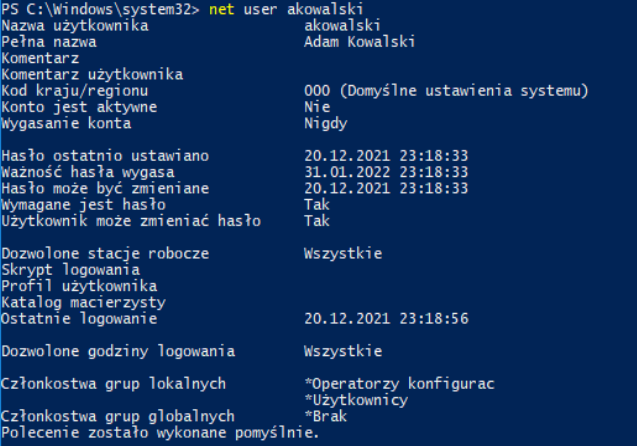 PS C:\Windows\system32> net user akowalski
Nazwa użytkownika akowalski
Pełna nazwa Adam Kowalski
Komentarz
Komentarz użytkownika
Kod kraju/regionu 000 (Domyślne ustawienia systemu)
Konto jest aktywne Nie
Wygasanie konta Nigdy
Hasło ostatnio ustawiano 20.12.2021 23:18:33
Ważność hasła wygasa 31.01.2022 23:18:33
Hasło może być zmieniane 20.12.2021 23:18:33
Wymagane jest hasło Tak
Użytkownik może zmieniać hasło Tak
Dozwolone stacje robocze Wszystkie
Skrypt logowania
Profil użytkownika
Katalog macierzysty
Ostatnie logowanie 20.12.2021 23:18:56
Dozwolone godziny logowania Wszystkie
Członkostwa grup lokalnych *Operatorzy konfigurac
*Użytkownicy
Członkostwa grup globalnych *Brak
Polecenie zostało wykonane pomyślnie.